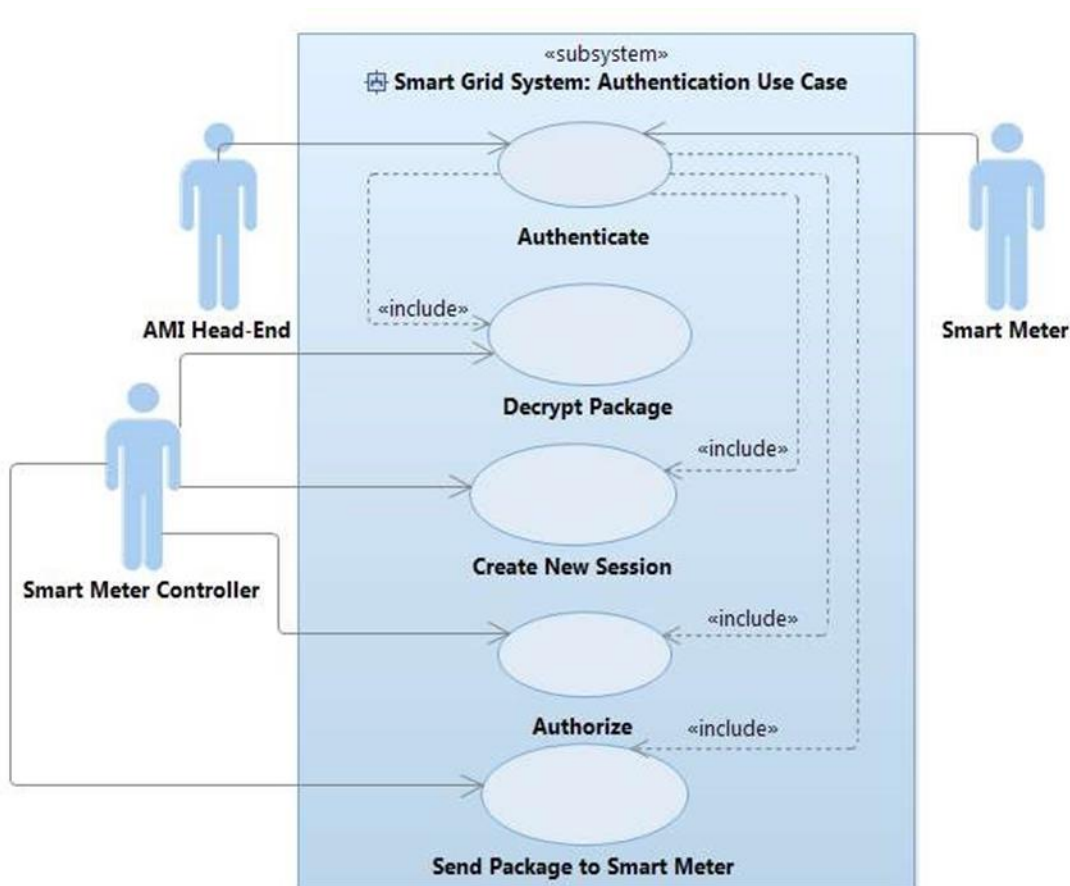 «subsystem»
Smart Grid System: Authentication Use Case
Authenticate
«include»
AMI Head-End
Smart Meter
Decrypt Package
«include»
Create New Session
Smart Meter Controller
«include»
Authorize
«include»
Send Package to Smart Meter